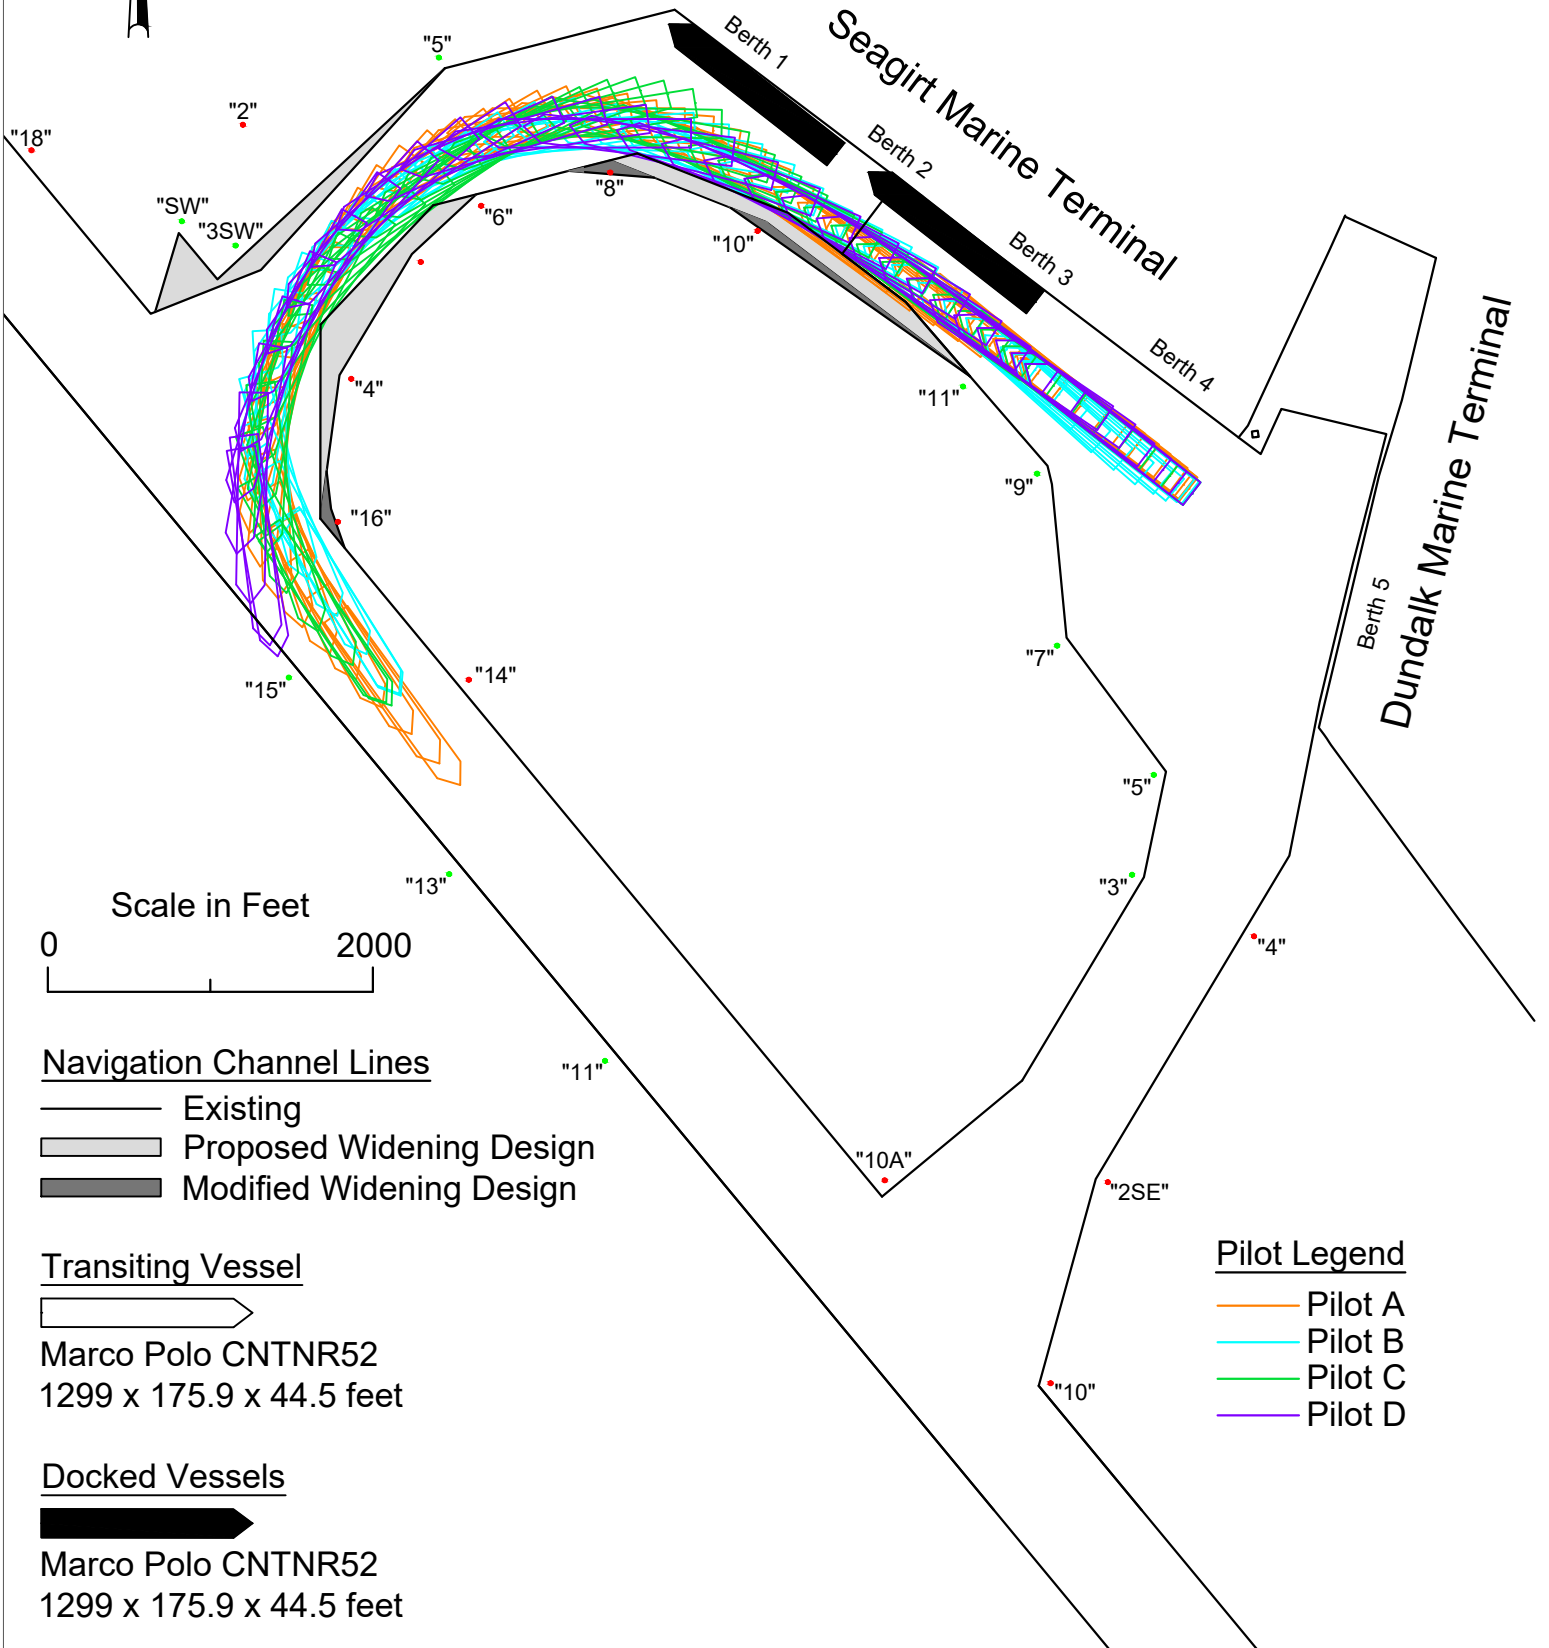 "5"
Berth 1
Seagirt Marine Terminal
"2"
"18"
Berth 2
"8"
"SW"
"6"
"3SW"
"10"
Berth 3
Berth 4
"4"
"11"
Dundalk Marine Terminal
"9"
"16"
Berth 5
"7"
"14"
"15"
"5"
"13"
"3"
Scale in Feet
0 2000
"4"
Navigation Channel Lines
Existing
Proposed Widening Design
Modified Widening Design
"11"
"10A"
"2SE"
Transiting Vessel
Marco Polo CNTNR52
1299 x 175.9 x 44.5 feet
Pilot Legend
Pilot A
Pilot B
Pilot C
Pilot D
"10"
Docked Vessels
Marco Polo CNTNR52
1299 x 175.9 x 44.5 feet